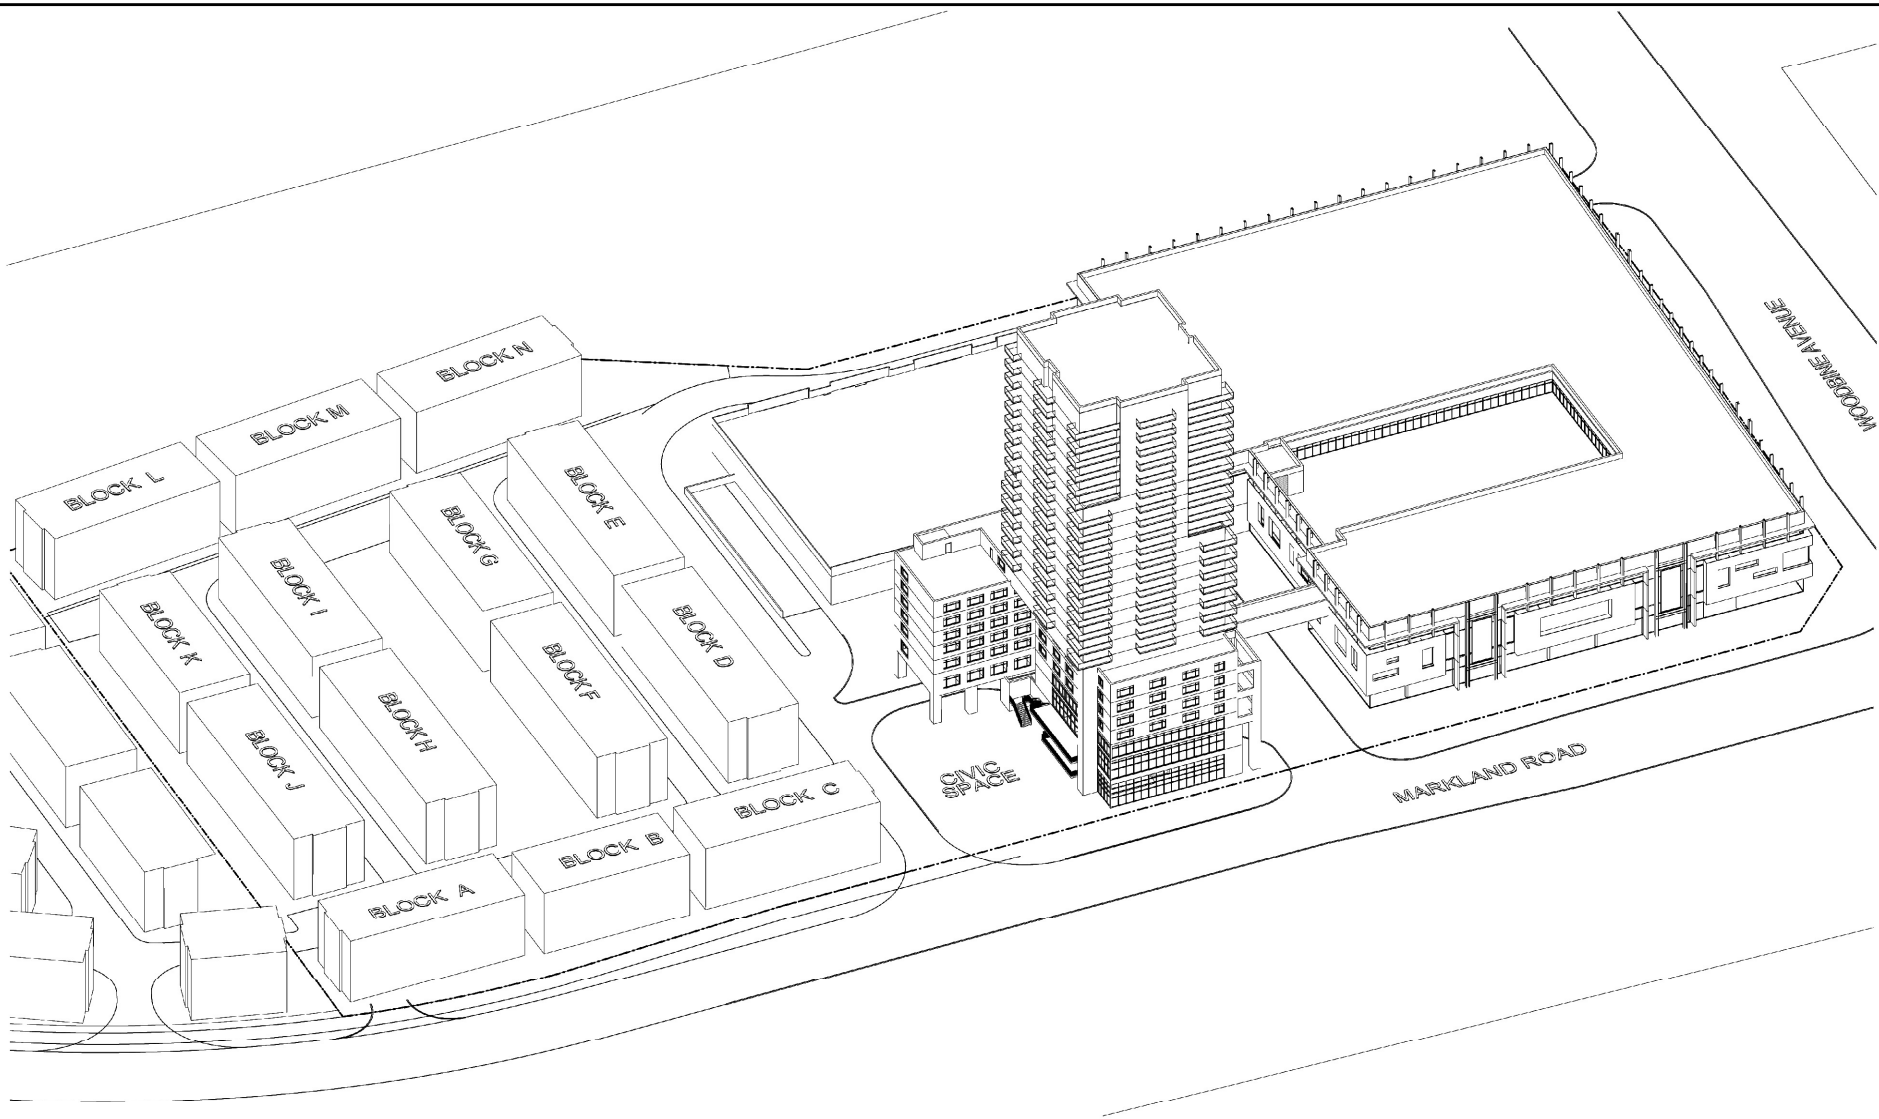 WOODBINE AVENUE
BLOCK N
BLOCK M
BLOCK L
BLOCK E
BLOCK G
BLOCK I
BLOCK K
BLOCK D
BLOCK F
BLOCK H
BLOCK J
CIVIC
SPACE
MARKLAND ROAD
BLOCK C
BLOCK B
BLOCK A